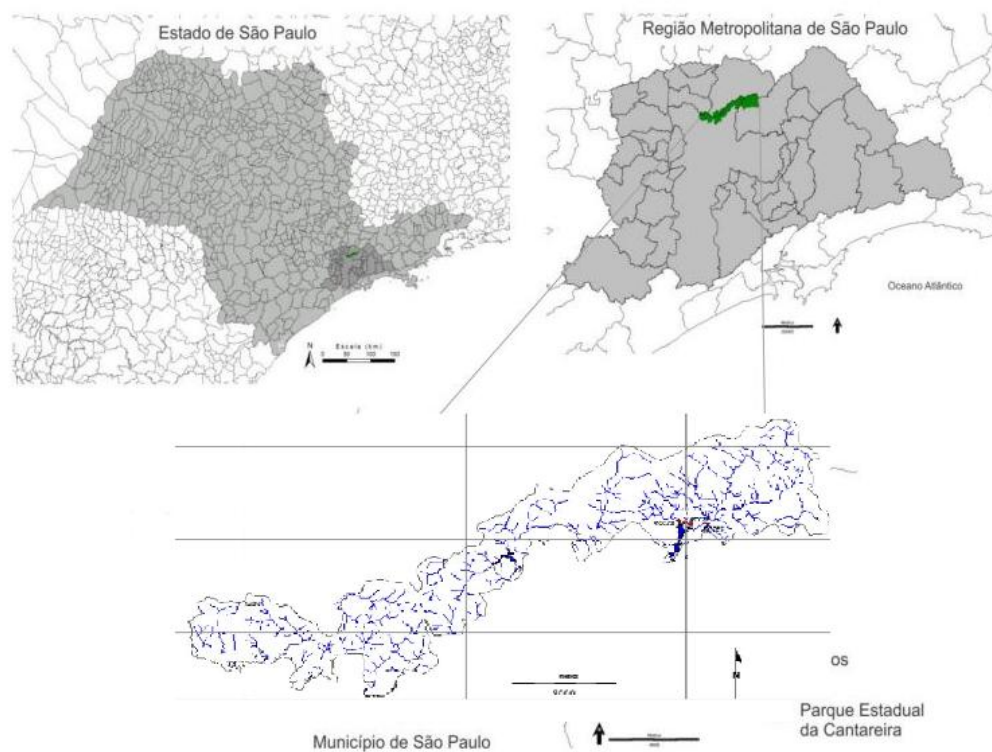 Estado de São Paulo
Região Metropolitana de São Paulo
Oceano Atlântico
N
Escala (km)
0 50 100 150
N
OS
Município de São Paulo
Parque Estadual
da Cantareira